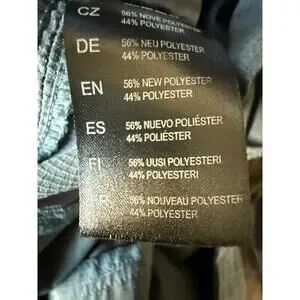 CZ 56% NOVÉ POLYESTER
44% POLYESTER
DE 56% NEU POLYESTER
44% POLYESTER
EN 56% NEW POLYESTER
44% POLYESTER
ES 56% NUEVO POLIÉSTER
44% POLIÉSTER
FI 56% UUSI POLYESTERI
44% POLYESTERI
56% NOUVEAU POLYESTER
44% POLYESTER